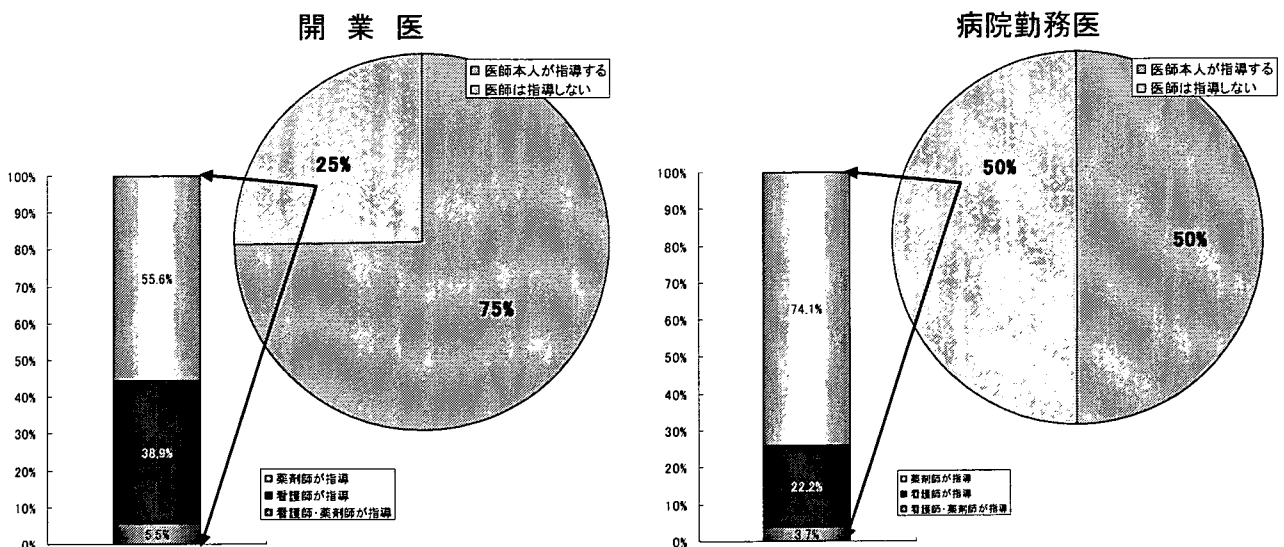 開 業 医
医師本人が指導する
医師は指導しない
25%
75%
100%
90%
80%
70%
60%
50%
40%
30%
20%
10%
0%
55.6%
38.9%
5.5%
薬剤師が指導
看護師が指導
看護師・薬剤師が指導
病院勤務医
医師本人が指導する
医師は指導しない
50%
50%
100%
90%
80%
70%
60%
50%
40%
30%
20%
10%
0%
74.1%
22.2%
3.7%
薬剤師が指導
看護師が指導
看護師・薬剤師が指導